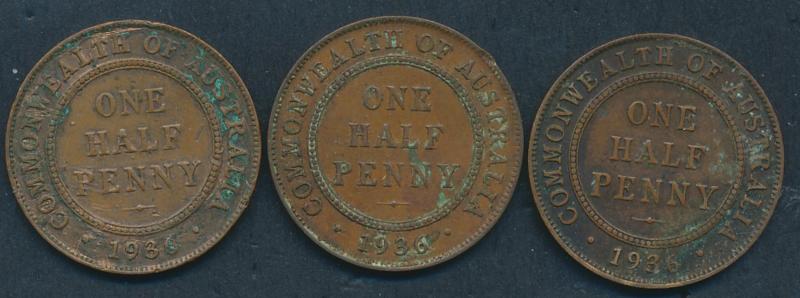 COMMONWEALTH OF AUSTRALIA
ONE
HALF
PENNY
1936
COMMONWEALTH OF AUSTRALIA
ONE
HALF
PENNY
1936
COMMONWEALTH OF AUSTRALIA
ONE
HALF
PENNY
1936